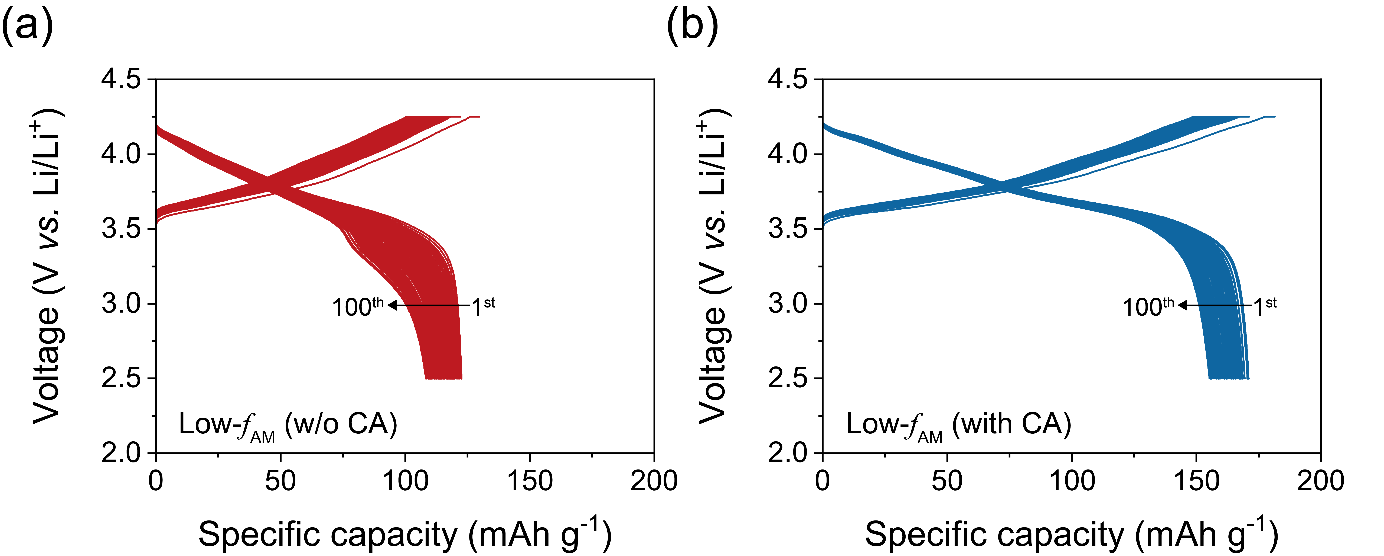 (a)
4.5
4.0
3.5
3.0
2.5
2.0
Voltage (V vs. Li/Li⁺)
100ᵗʰ
1ˢᵗ
Low-f_AM (w/o CA)
0
50
100
150
200
Specific capacity (mAh g⁻¹)
(b)
4.5
4.0
3.5
3.0
2.5
2.0
Voltage (V vs. Li/Li⁺)
100ᵗʰ
1ˢᵗ
Low-f_AM (with CA)
0
50
100
150
200
Specific capacity (mAh g⁻¹)